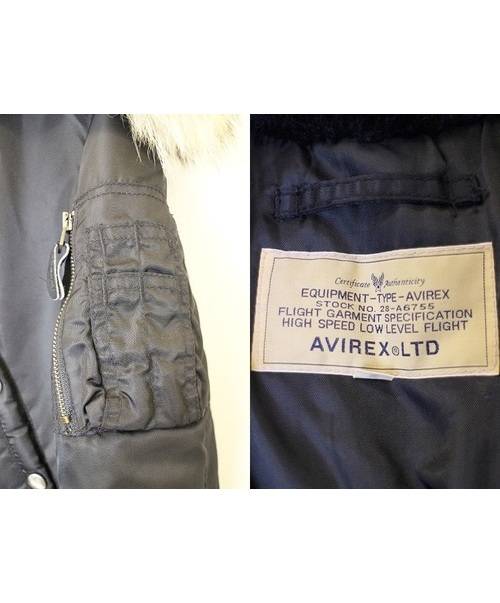 Certificate Authenticity
EQUIPMENT-TYPE-AVIREX
STOCK NO. 28-A6755
FLIGHT GARMENT SPECIFICATION
HIGH SPEED LOW LEVEL FLIGHT
AVIREX®LTD